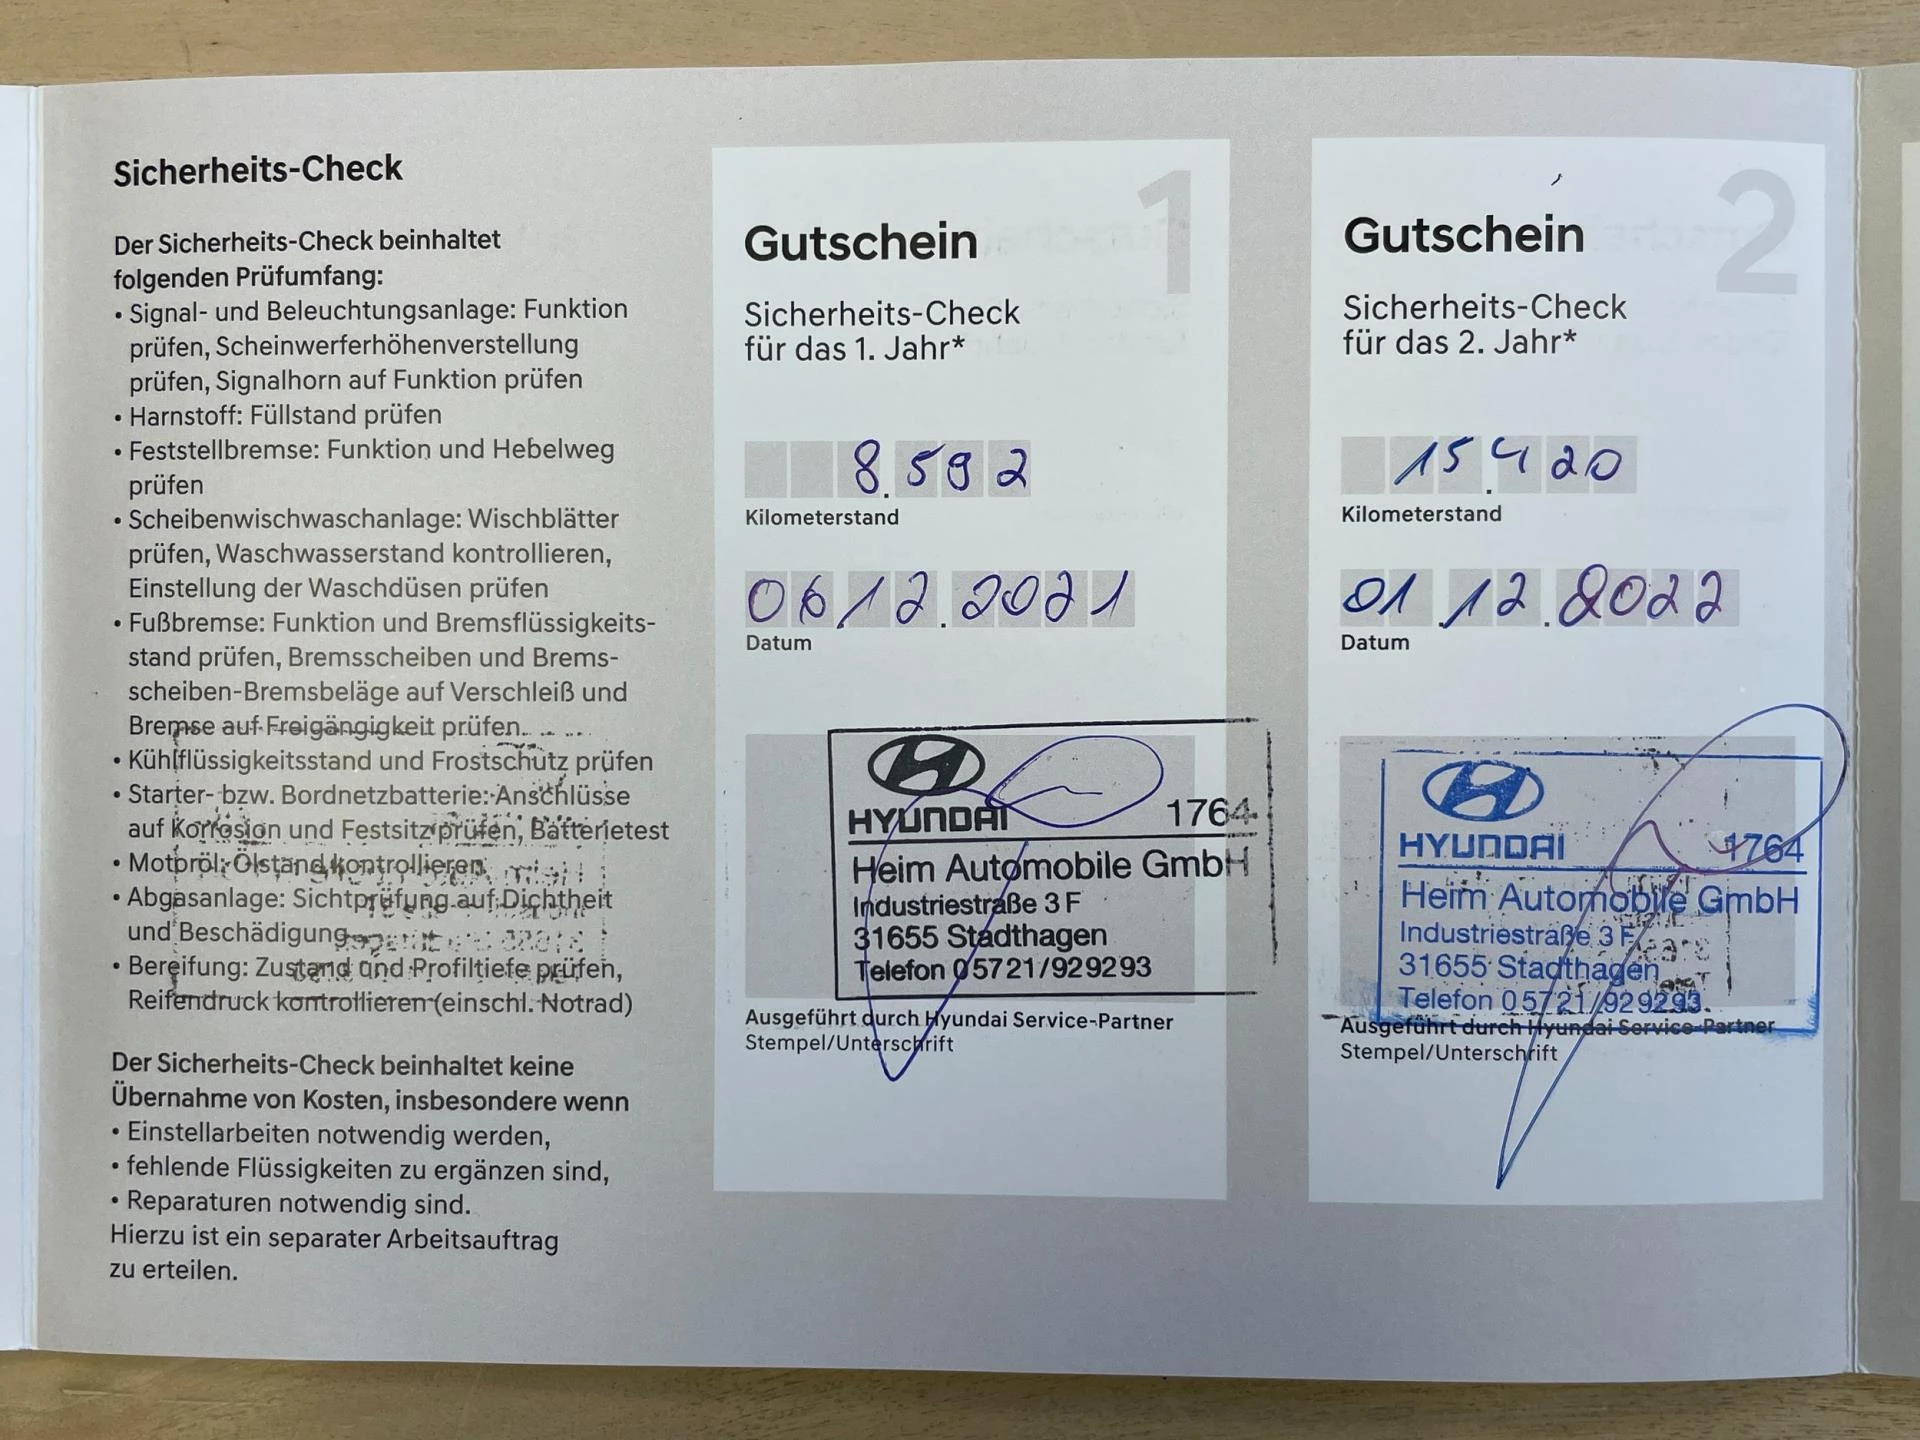 Sicherheits-Check
Der Sicherheits-Check beinhaltet
folgenden Prüfumfang:
• Signal- und Beleuchtungsanlage: Funktion
prüfen, Scheinwerferhöhenverstellung
prüfen, Signalhorn auf Funktion prüfen
• Harnstoff: Füllstand prüfen
• Feststellbremse: Funktion und Hebelweg
prüfen
• Scheibenwischwaschanlage: Wischblätter
prüfen, Waschwasserstand kontrollieren,
Einstellung der Waschdüsen prüfen
• Fußbremse: Funktion und Bremsflüssigkeits-
stand prüfen, Bremsscheiben und Brems-
scheiben-Bremsbeläge auf Verschleiß und
Bremse auf Freigängigkeit prüfen.
• Kühlflüssigkeitsstand und Frostschutz prüfen
• Starter- bzw. Bordnetzbatterie: Anschlüsse
auf Korrosion und Festsitz prüfen, Batterietest
• Motoröl: Ölstand kontrollieren
• Abgasanlage: Sichtprüfung auf Dichtheit
und Beschädigung
• Bereifung: Zustand und Profiltiefe prüfen,
Reifendruck kontrollieren (einschl. Notrad)
Der Sicherheits-Check beinhaltet keine
Übernahme von Kosten, insbesondere wenn
• Einstellarbeiten notwendig werden,
• fehlende Flüssigkeiten zu ergänzen sind,
• Reparaturen notwendig sind.
Hierzu ist ein separater Arbeitsauftrag
zu erteilen.
1
Gutschein
Sicherheits-Check
für das 1. Jahr*
8.592
Kilometerstand
06.12.2021
Datum
HYUNDAI 1764
Heim Automobile GmbH
Industriestraße 3 F
31655 Stadthagen
Telefon 05721/929293
Ausgeführt durch Hyundai Service-Partner
Stempel/Unterschrift
2
Gutschein
Sicherheits-Check
für das 2. Jahr*
15.420
Kilometerstand
01.12.2022
Datum
HYUNDAI 1764
Heim Automobile GmbH
Industriestraße 3 F
31655 Stadthagen
Telefon 05721/929293
Ausgeführt durch Hyundai Service-Partner
Stempel/Unterschrift